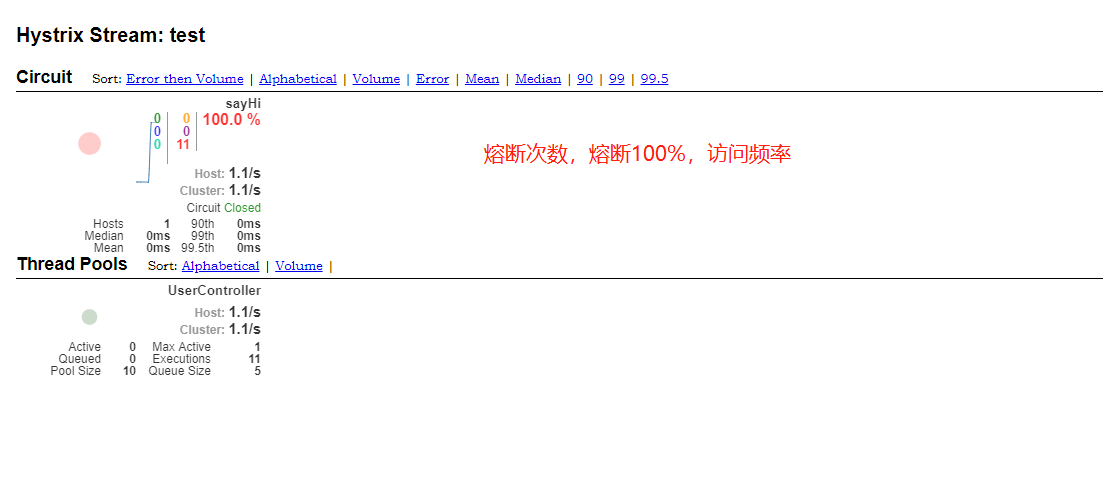 Hystrix Stream: test
Circuit Sort: Error then Volume | Alphabetical | Volume | Error | Mean | Median | 90 | 99 | 99.5
sayHi
0 0 100.0 %
0 0
0 11
熔断次数，熔断100%，访问频率
Host: 1.1/s
Cluster: 1.1/s
Circuit Closed
Hosts 1 90th 0ms
Median 0ms 99th 0ms
Mean 0ms 99.5th 0ms
Thread Pools Sort: Alphabetical | Volume |
UserController
Host: 1.1/s
Cluster: 1.1/s
Active 0 Max Active 1
Queued 0 Executions 11
Pool Size 10 Queue Size 5